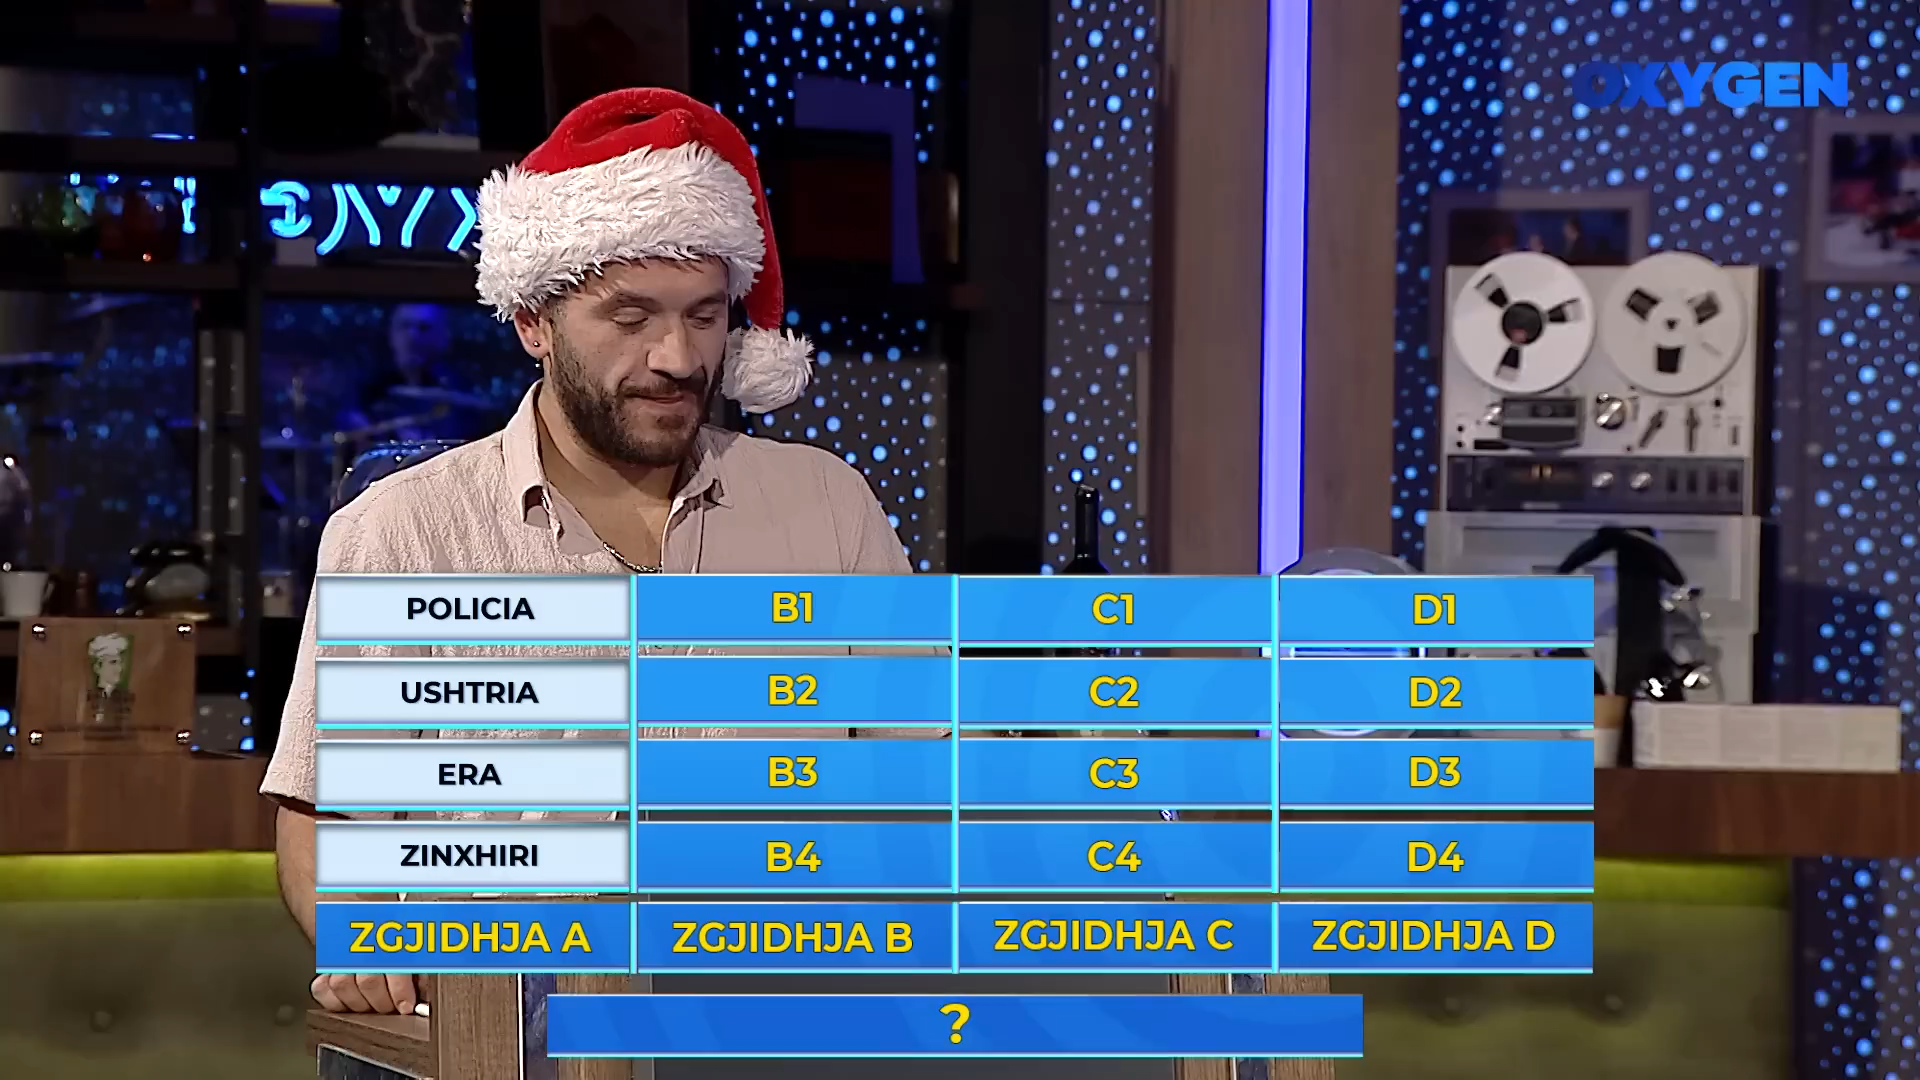 OXYGEN
POLICIA B1 C1 D1
USHTRIA B2 C2 D2
ERA B3 C3 D3
ZINXHIRI B4 C4 D4
ZGJIDHJA A ZGJIDHJA B ZGJIDHJA C ZGJIDHJA D
?